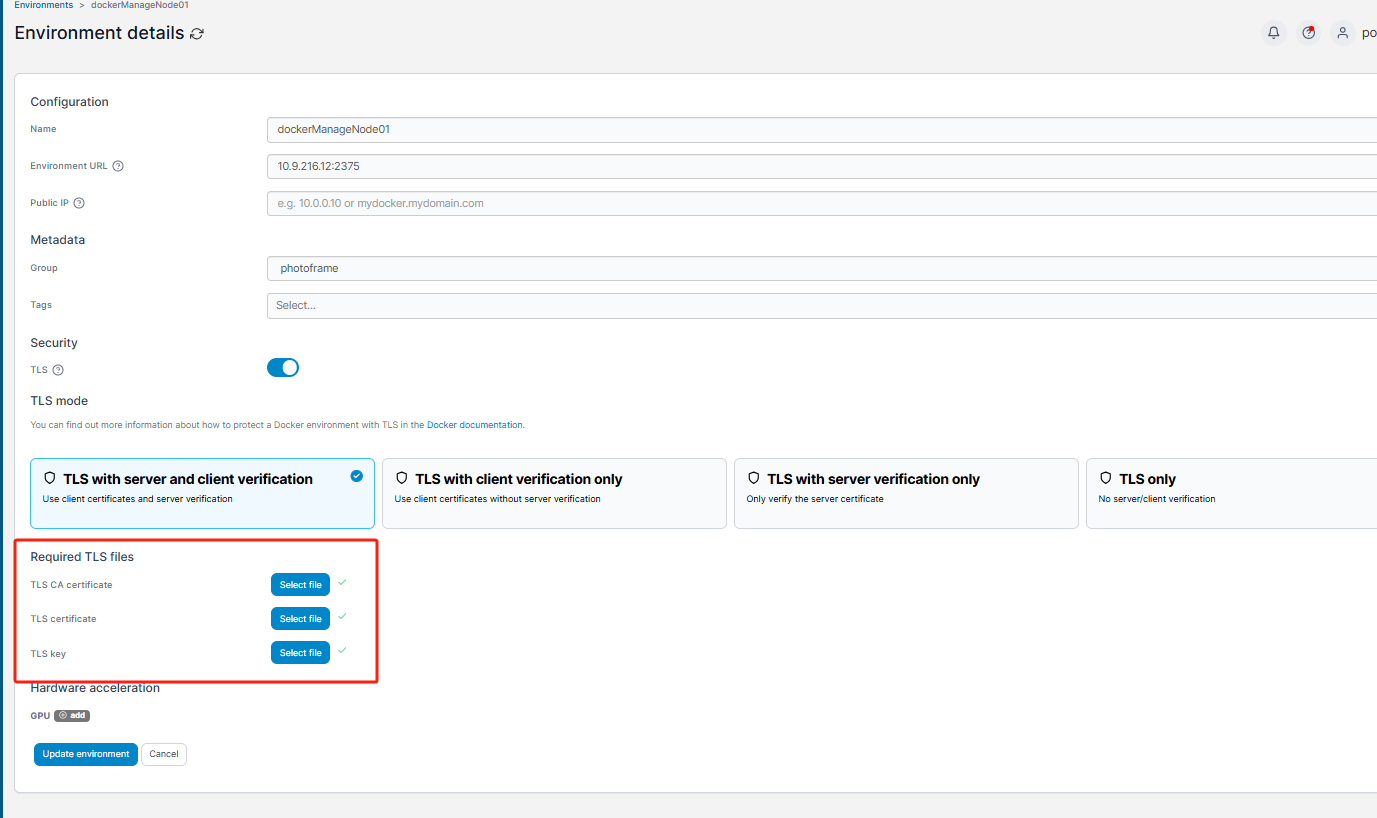 Environments > dockerManageNode01
Environment details
po
Configuration
Name dockerManageNode01
Environment URL 10.9.216.12:2375
Public IP e.g. 10.0.0.10 or mydocker.mydomain.com
Metadata
Group photoframe
Tags Select...
Security
TLS
TLS mode
You can find out more information about how to protect a Docker environment with TLS in the Docker documentation.
TLS with server and client verification
Use client certificates and server verification
TLS with client verification only
Use client certificates without server verification
TLS with server verification only
Only verify the server certificate
TLS only
No server/client verification
Required TLS files
TLS CA certificate Select file
TLS certificate Select file
TLS key Select file
Hardware acceleration
GPU add
Update environment Cancel